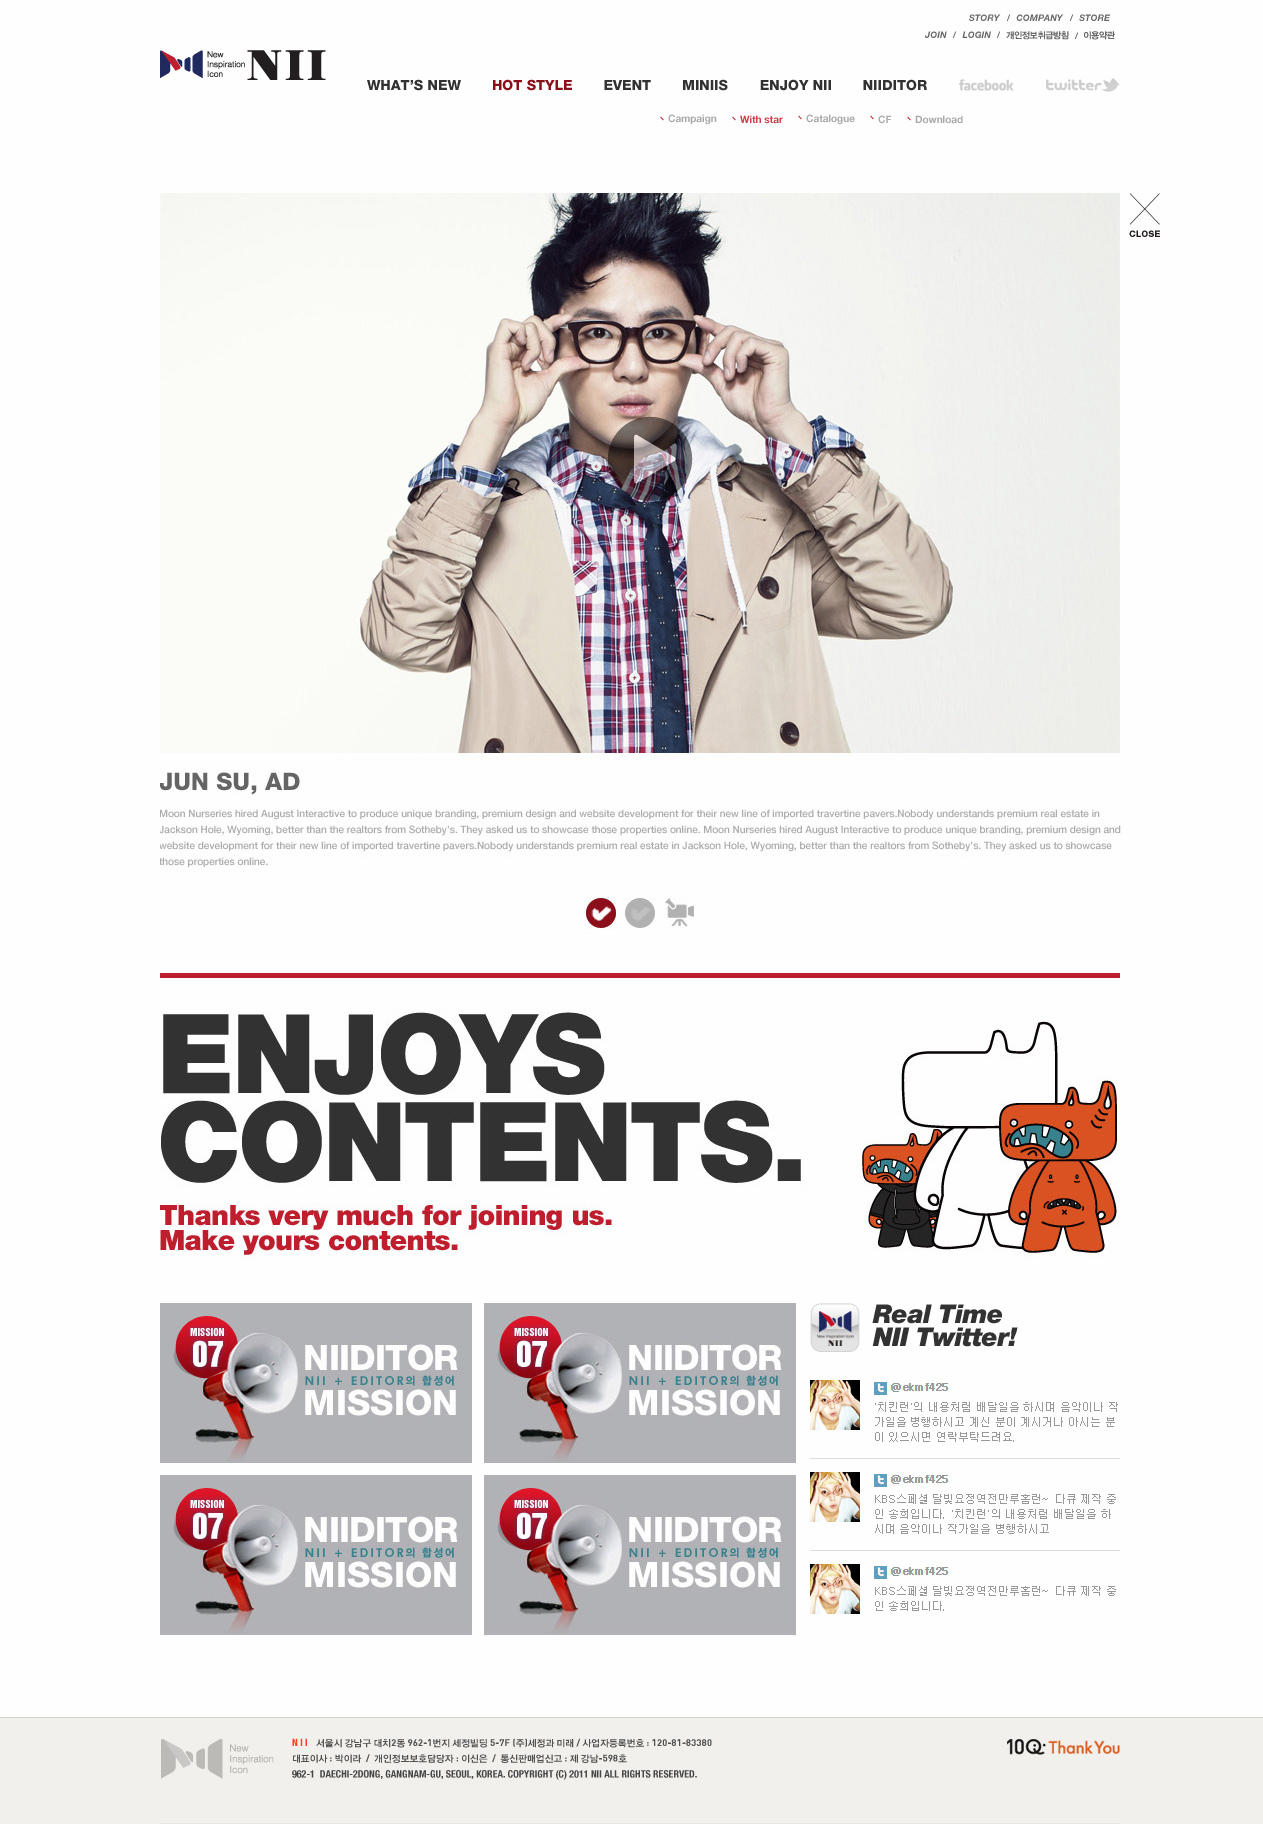 STORY / COMPANY / STORE
JOIN / LOGIN / 개인정보취급방침 / 이용약관
New
Inspiration
Icon
NII
WHAT'S NEW HOT STYLE EVENT MINIIS ENJOY NII NIIDITOR facebook twitter
Campaign With star Catalogue CF Download
CLOSE
JUN SU, AD
Moon Nurseries hired August Interactive to produce unique branding, premium design and website development for their new line of imported travertine pavers.Nobody understands premium real estate in
Jackson Hole, Wyoming, better than the realtors from Sotheby's. They asked us to showcase those properties online. Moon Nurseries hired August Interactive to produce unique branding, premium design and
website development for their new line of imported travertine pavers.Nobody understands premium real estate in Jackson Hole, Wyoming, better than the realtors from Sotheby's. They asked us to showcase
those properties online.
ENJOYS
CONTENTS.
Thanks very much for joining us.
Make yours contents.
MISSION
07
NIIDITOR
NII + EDITOR의 합성어
MISSION
MISSION
07
NIIDITOR
NII + EDITOR의 합성어
MISSION
MISSION
07
NIIDITOR
NII + EDITOR의 합성어
MISSION
MISSION
07
NIIDITOR
NII + EDITOR의 합성어
MISSION
New Inspiration Icon
NII
Real Time
NII Twitter!
@ekmf425
'치킨런'의 내용처럼 배달일을 하시며 음악이나 작
가일을 병행하시고 계신 분이 계시거나 아시는 분
이 있으시면 연락부탁드려요.
@ekmf425
KBS스페셜 달빛요정역전만루홈런~ 다큐 제작 중
인 송희입니다. '치킨런'의 내용처럼 배달일을 하
시며 음악이나 작가일을 병행하시고
@ekmf425
KBS스페셜 달빛요정역전만루홈런~ 다큐 제작 중
인 송희입니다.
New
Inspiration
Icon
NII 서울시 강남구 대치2동 962-1번지 세정빌딩 5-7F (주)세정과 미래 / 사업자등록번호 : 120-81-83380
대표이사 : 박이라 / 개인정보보호담당자 : 이신은 / 통신판매업신고 : 제 강남-598호
962-1 DAECHI-2DONG, GANGNAM-GU, SEOUL, KOREA. COPYRIGHT (C) 2011 NII ALL RIGHTS RESERVED.
10Q: Thank You